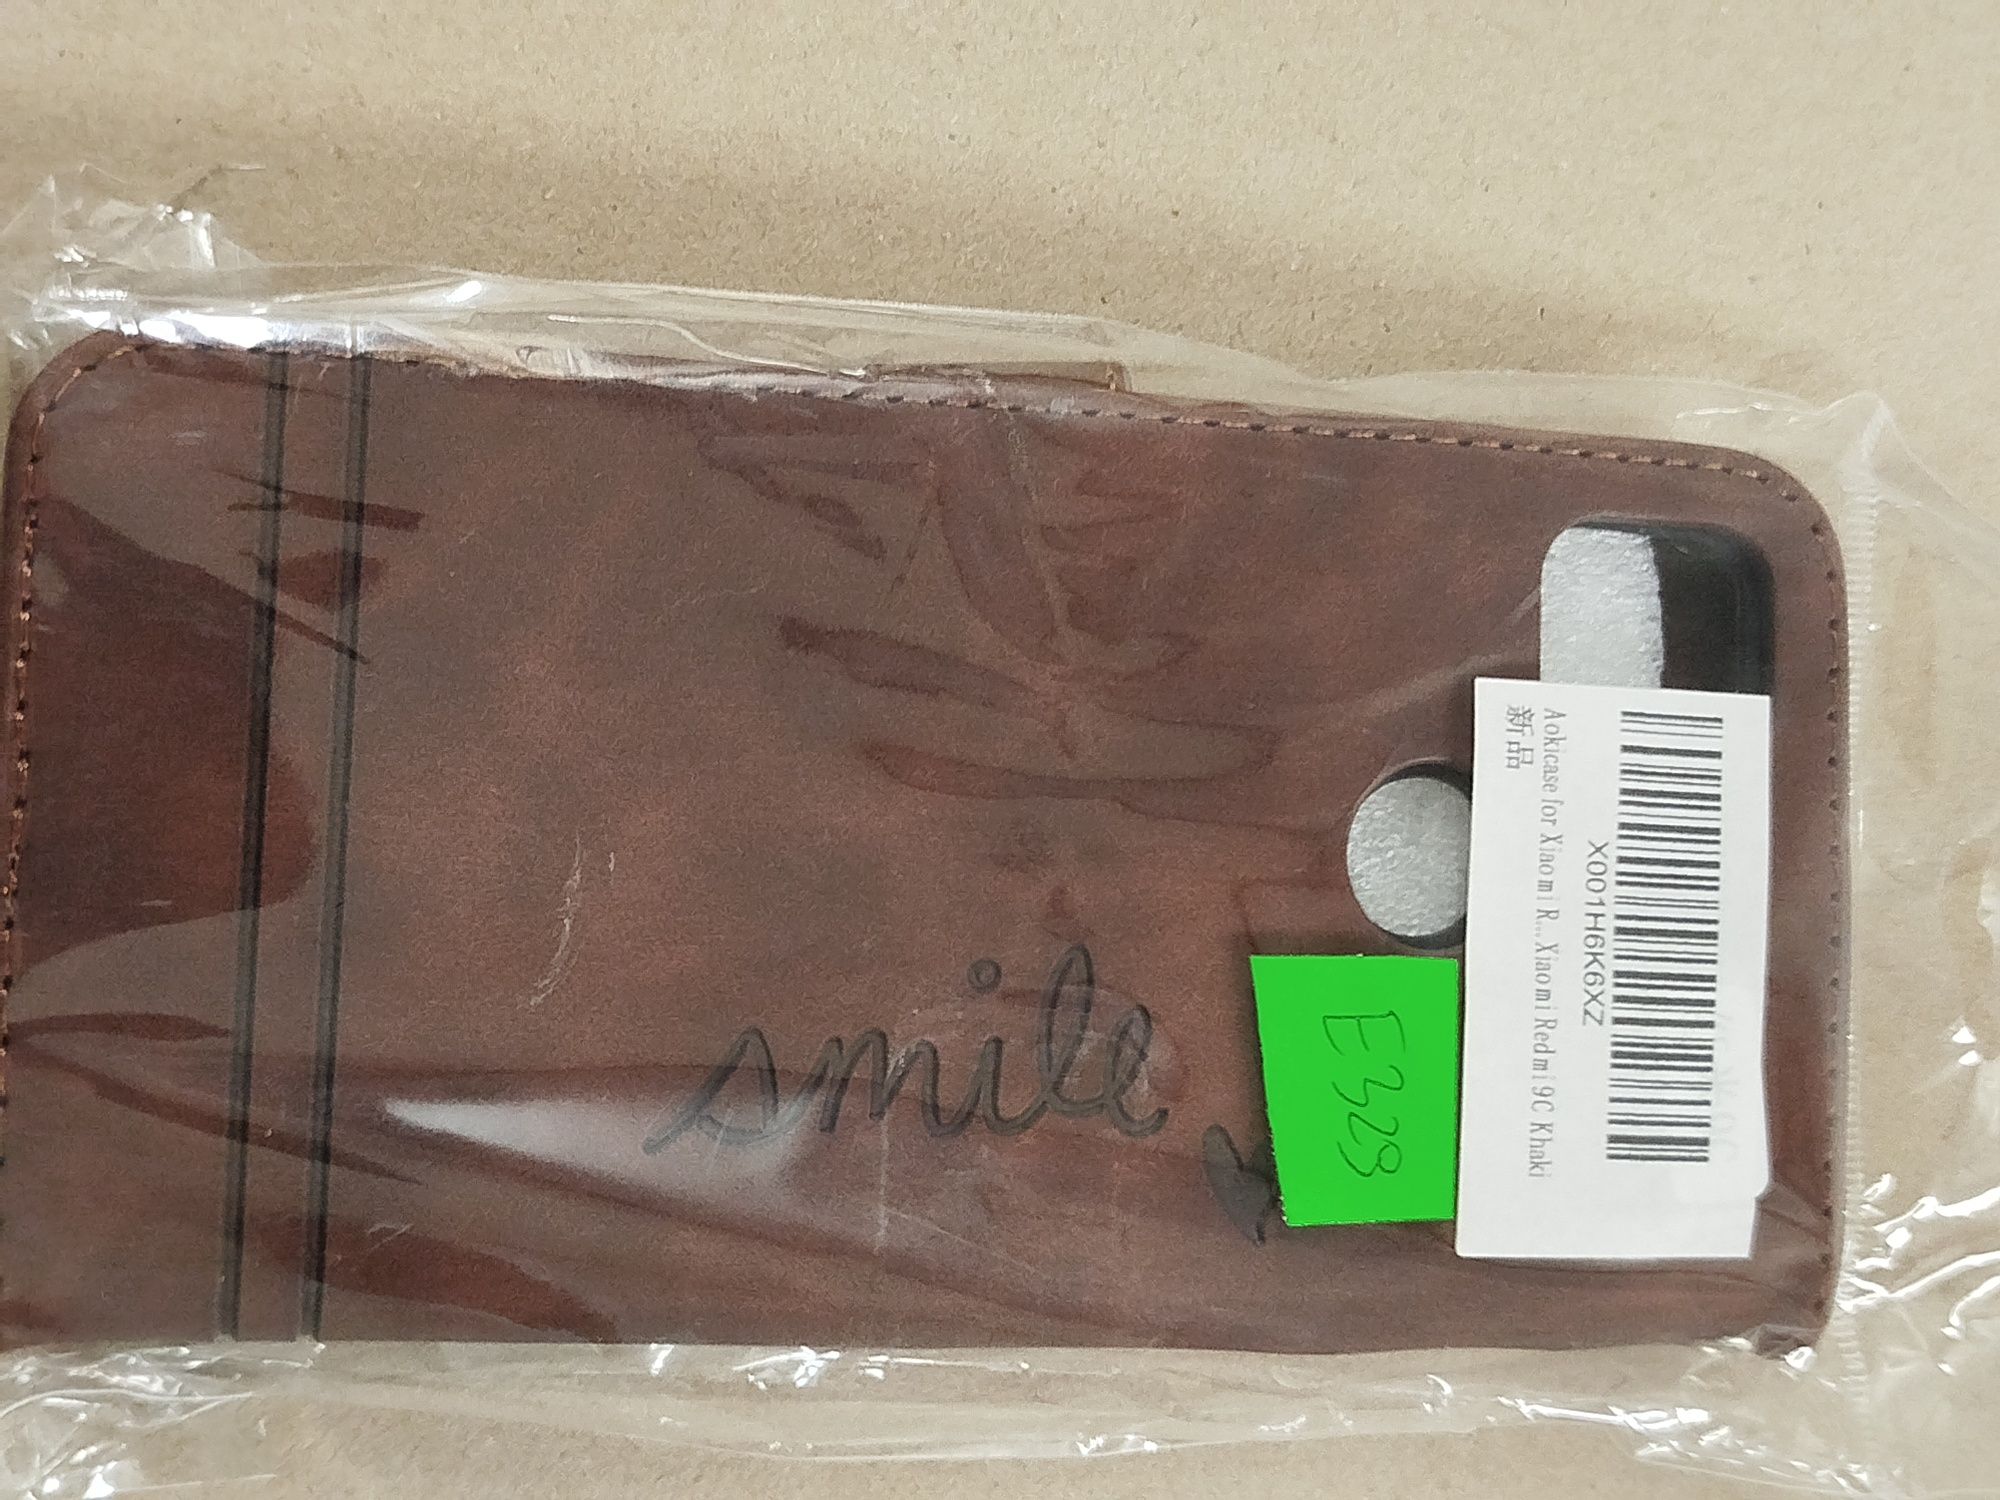 X001H6K6XZ
Aokicase for Xiaomi R...Xiaomi Redmi 9C Khaki
新品
E328
smile